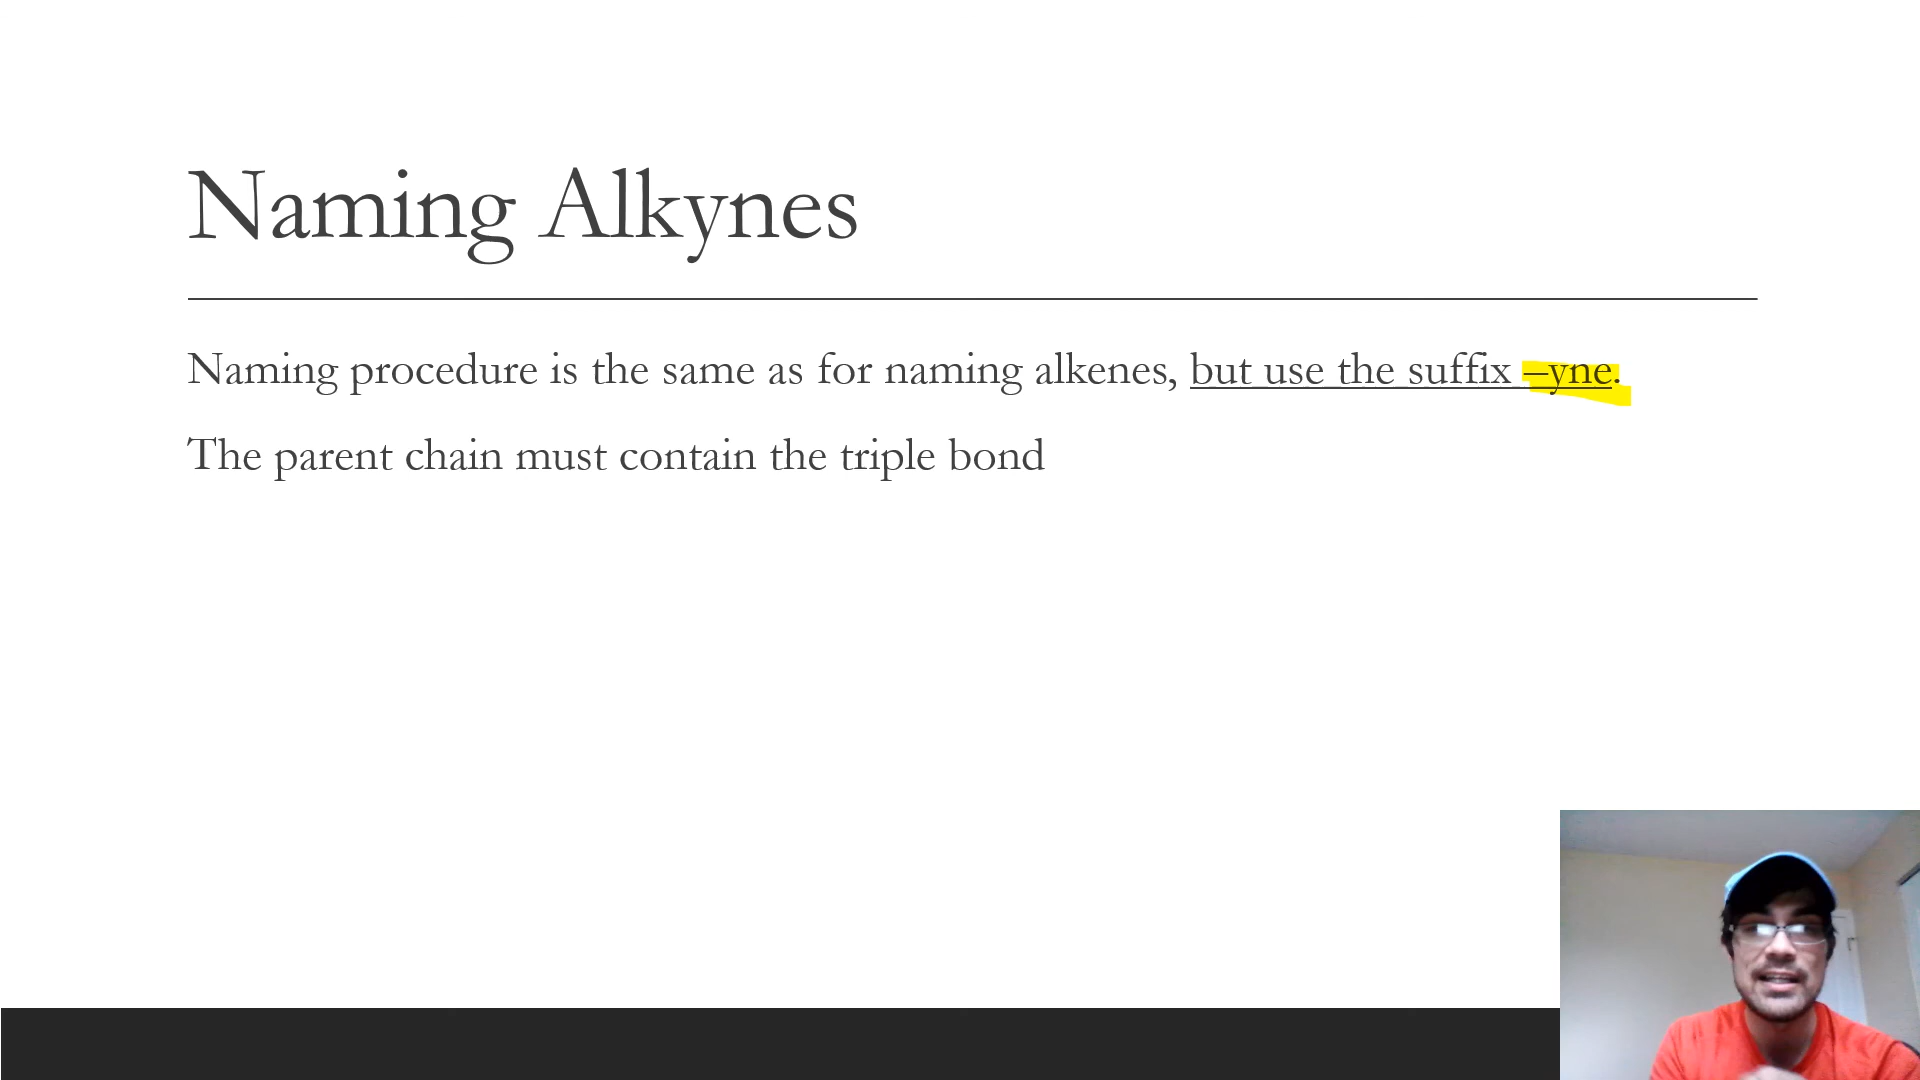 Naming Alkynes
Naming procedure is the same as for naming alkenes, but use the suffix –yne.
The parent chain must contain the triple bond